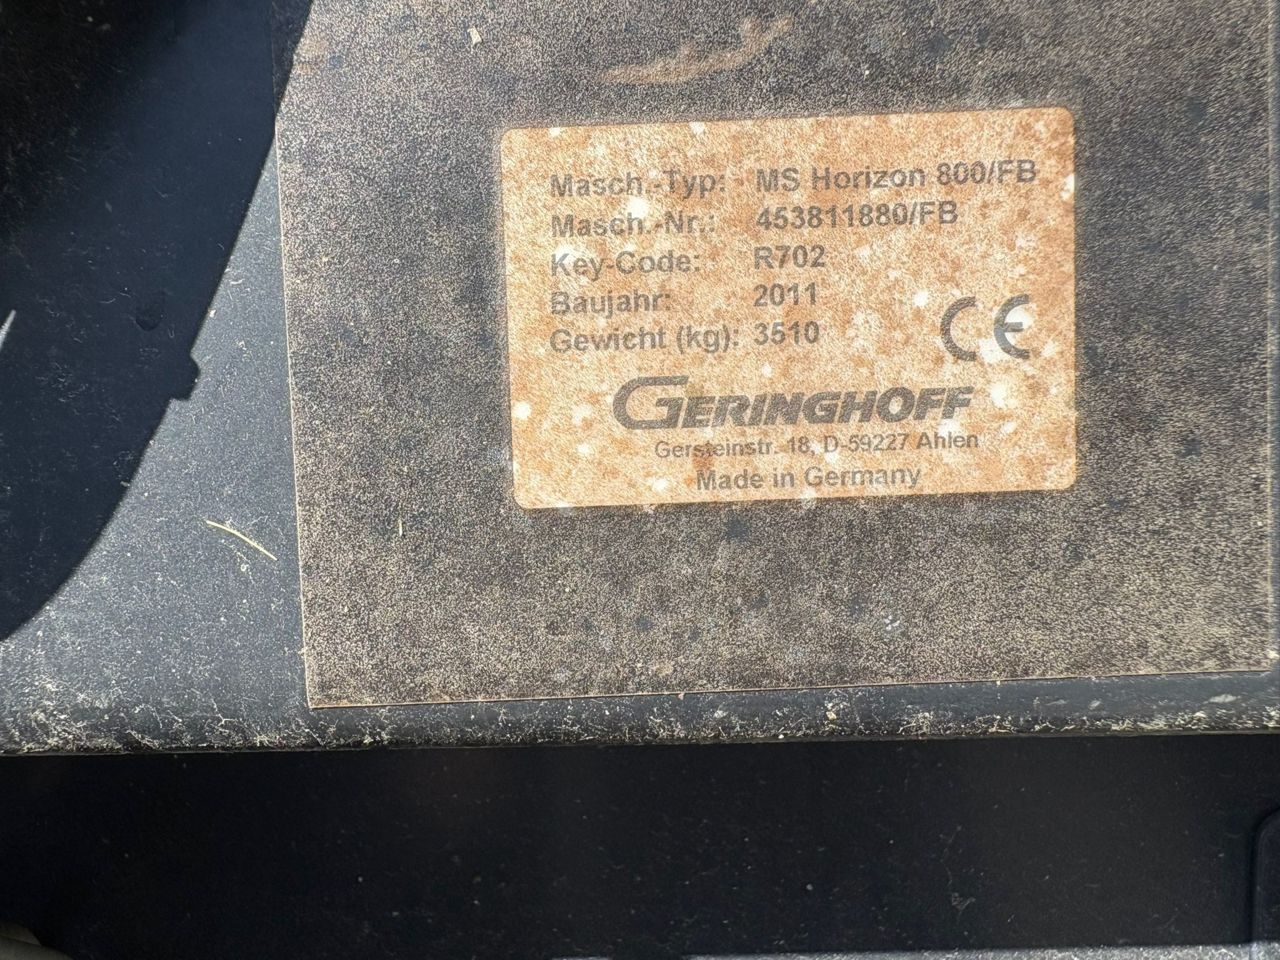 Masch.-Typ: MS Horizon 800/FB
Masch.-Nr.: 453811880/FB
Key-Code: R702
Baujahr: 2011
Gewicht (kg): 3510
CE
GERINGHOFF
Gersteinstr. 18, D-59227 Ahlen
Made in Germany